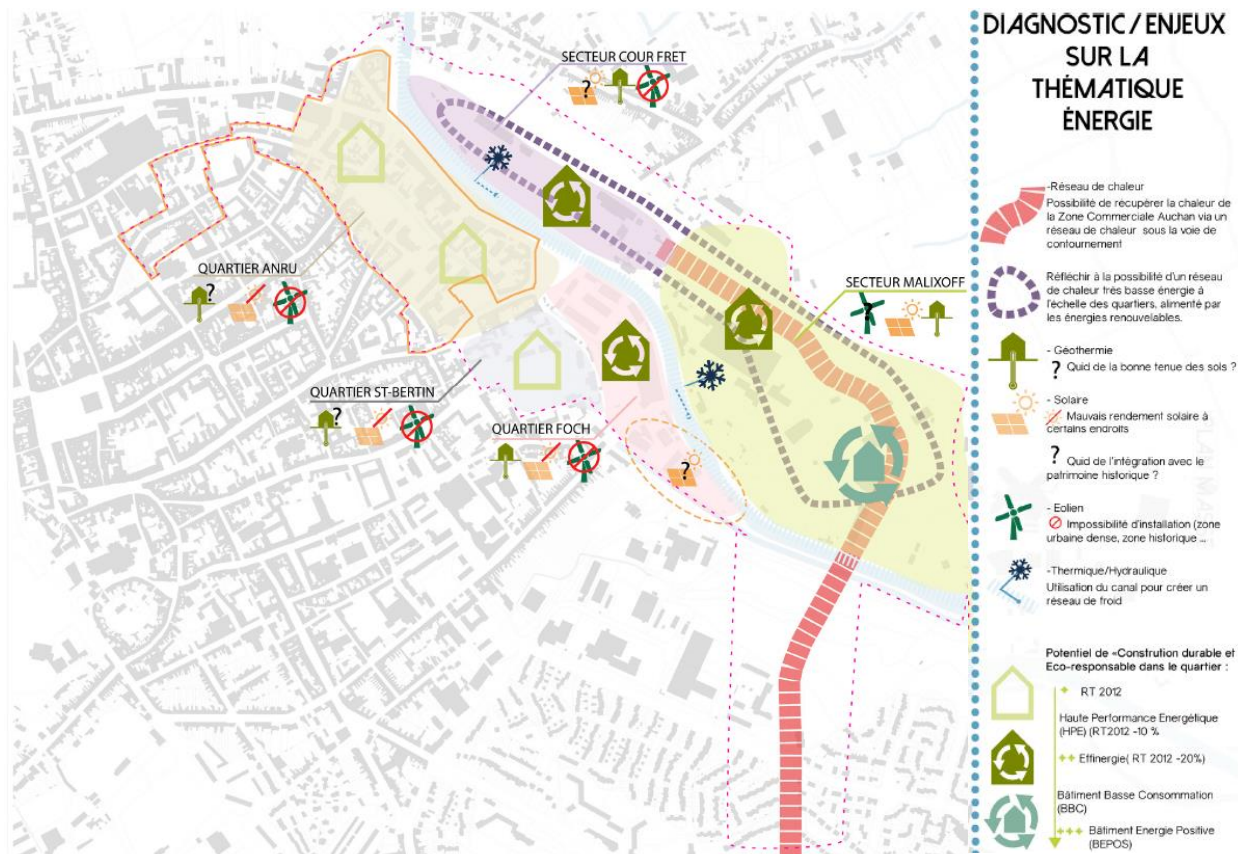 DIAGNOSTIC / ENJEUX
SUR LA
THÉMATIQUE
ÉNERGIE
SECTEUR COUR FRET
?
QUARTIER ANRU
?
SECTEUR MALIXOFF
?
QUARTIER ST-BERTIN
?
QUARTIER FOCH
?
-Réseau de chaleur
Possibilité de récupérer la chaleur de
la Zone Commerciale Auchan via un
réseau de chaleur sous la voie de
contournement
Réfléchir à la possibilité d'un réseau
de chaleur très basse énergie à
l'échelle des quartiers, alimenté par
les énergies renouvelables.
- Géothermie
? Quid de la bonne tenue des sols ?
- Solaire
Mauvais rendement solaire à
certains endroits
? Quid de l'intégration avec le
patrimoine historique ?
- Eolien
Impossibilité d'installation (zone
urbaine dense, zone historique ...
-Thermique/Hydraulique
Utilisation du canal pour créer un
réseau de froid
Potentiel de «Constrution durable et
Eco-responsable dans le quartier :
RT 2012
Haute Performance Energétique
(HPE) (RT2012 -10 %
Effinergie( RT 2012 -20%)
Bâtiment Basse Consommation
(BBC)
Bâtiment Energie Positive
(BEPOS)